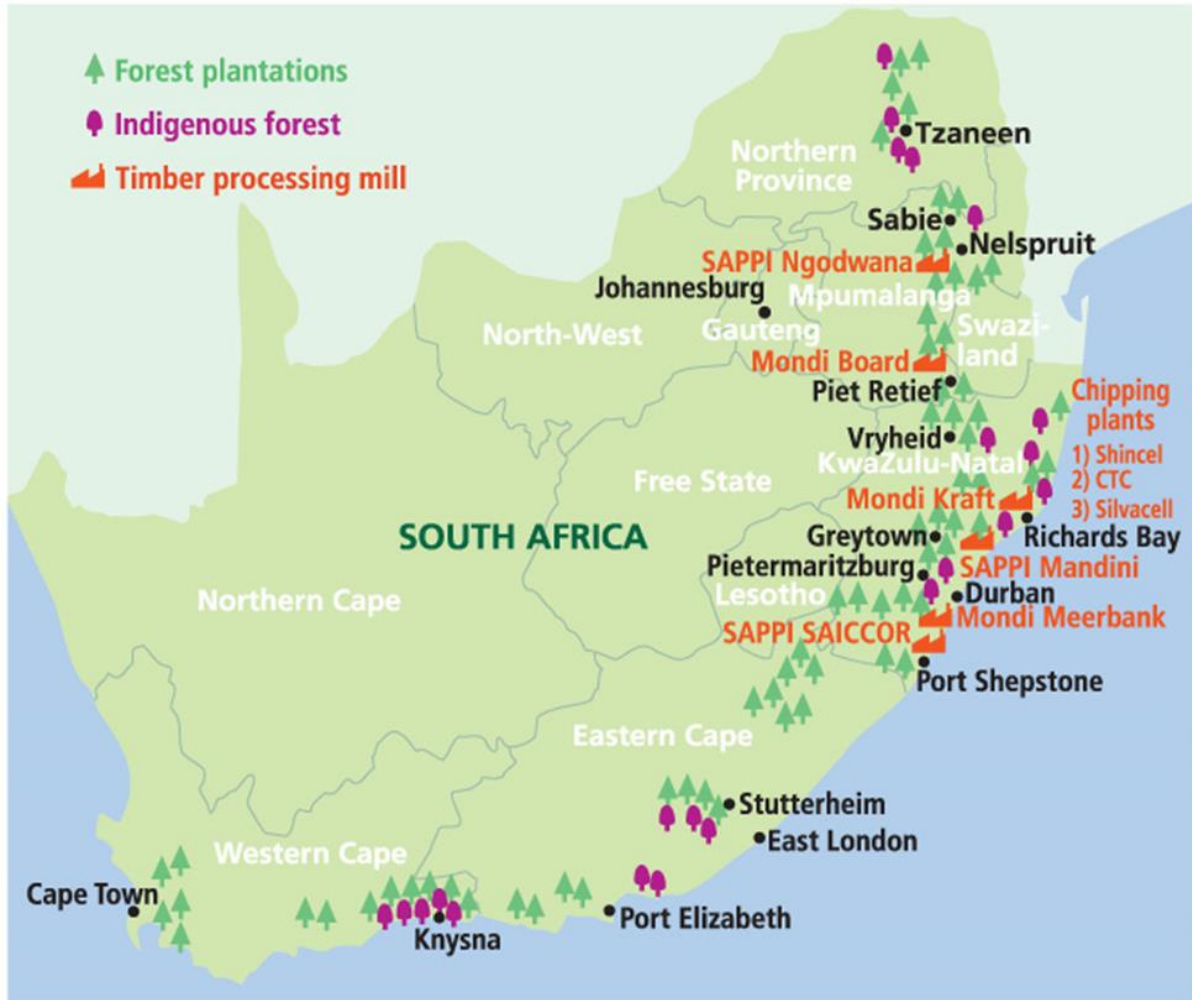 Forest plantations
Indigenous forest
Timber processing mill
Tzaneen
Northern
Province
Sabie
Nelspruit
SAPPI Ngodwana
Johannesburg
Mpumalanga
North-West
Gauteng
Swazi-
land
Mondi Board
Piet Retief
Chipping
plants
Vryheid
1) Shincel
KwaZulu-Natal
2) CTC
Free State
Mondi Kraft
3) Silvacell
SOUTH AFRICA
Greytown
Richards Bay
Pietermaritzburg
SAPPI Mandini
Northern Cape
Lesotho
Durban
Mondi Meerbank
SAPPI SAICCOR
Port Shepstone
Eastern Cape
Stutterheim
East London
Western Cape
Cape Town
Port Elizabeth
Knysna